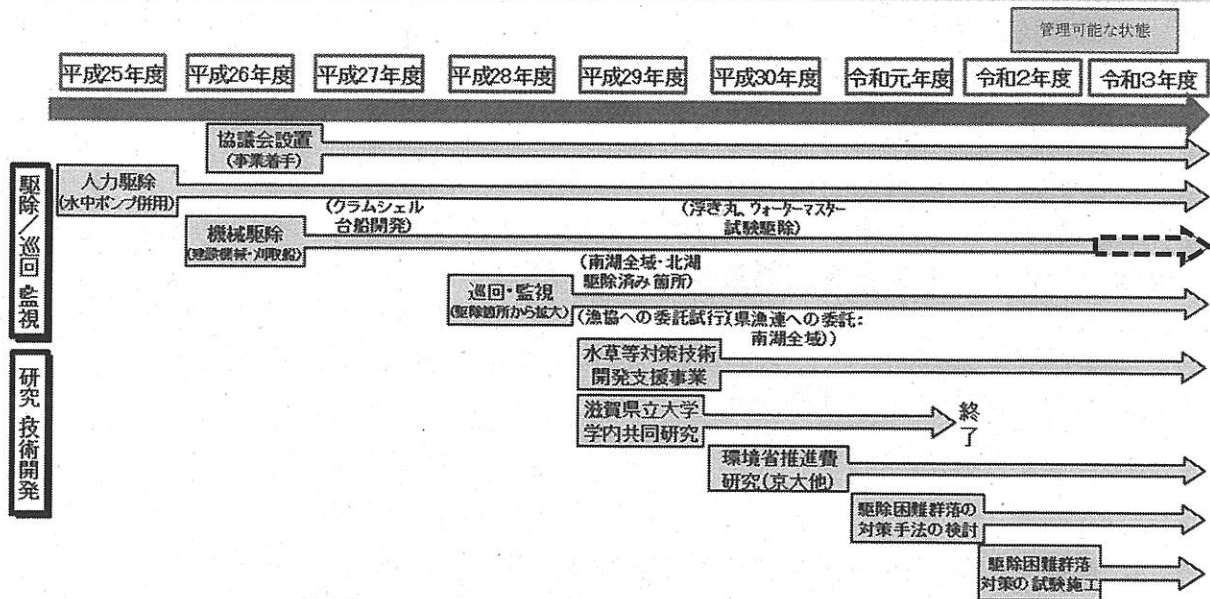 管理可能な状態
平成25年度 平成26年度 平成27年度 平成28年度 平成29年度 平成30年度 令和元年度 令和2年度 令和3年度
協議会設置
(事業着手)
駆除/巡回・監視
人力駆除
(水中ポンプ併用)
(クラムシェル
台船開発)
(浮き丸、ウォーターマスター
試験駆除)
機械駆除
(建設機械・刈取船)
(南湖全域・北湖
駆除済み箇所)
巡回・監視
(駆除箇所から拡大)
(漁協への委託試行)(県漁連への委託:
南湖全域))
研究・技術開発
水草等対策技術
開発支援事業
滋賀県立大学
学内共同研究
終了
環境省推進費
研究(京大他)
駆除困難群落の
対策手法の検討
駆除困難群落
対策の試験施工